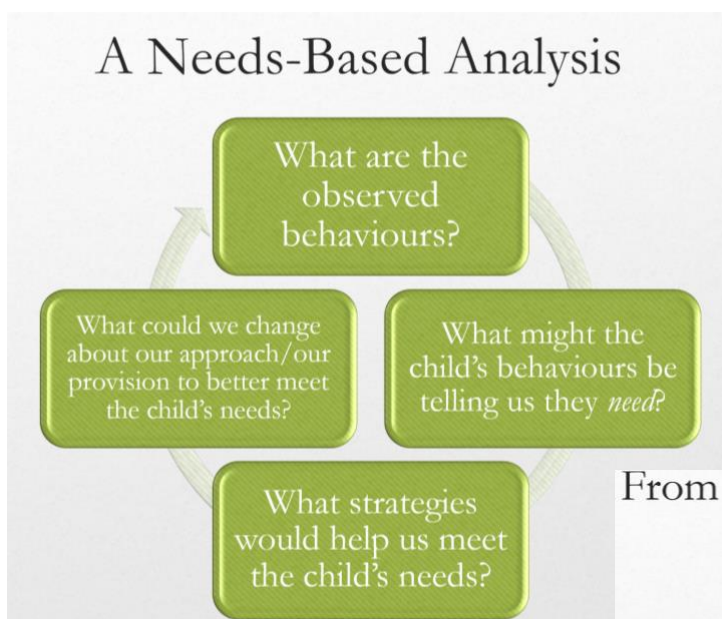 A Needs-Based Analysis
What are the
observed
behaviours?
What might the
child's behaviours be
telling us they need?
What strategies
would help us meet
the child's needs?
What could we change
about our approach/our
provision to better meet
the child's needs?
From